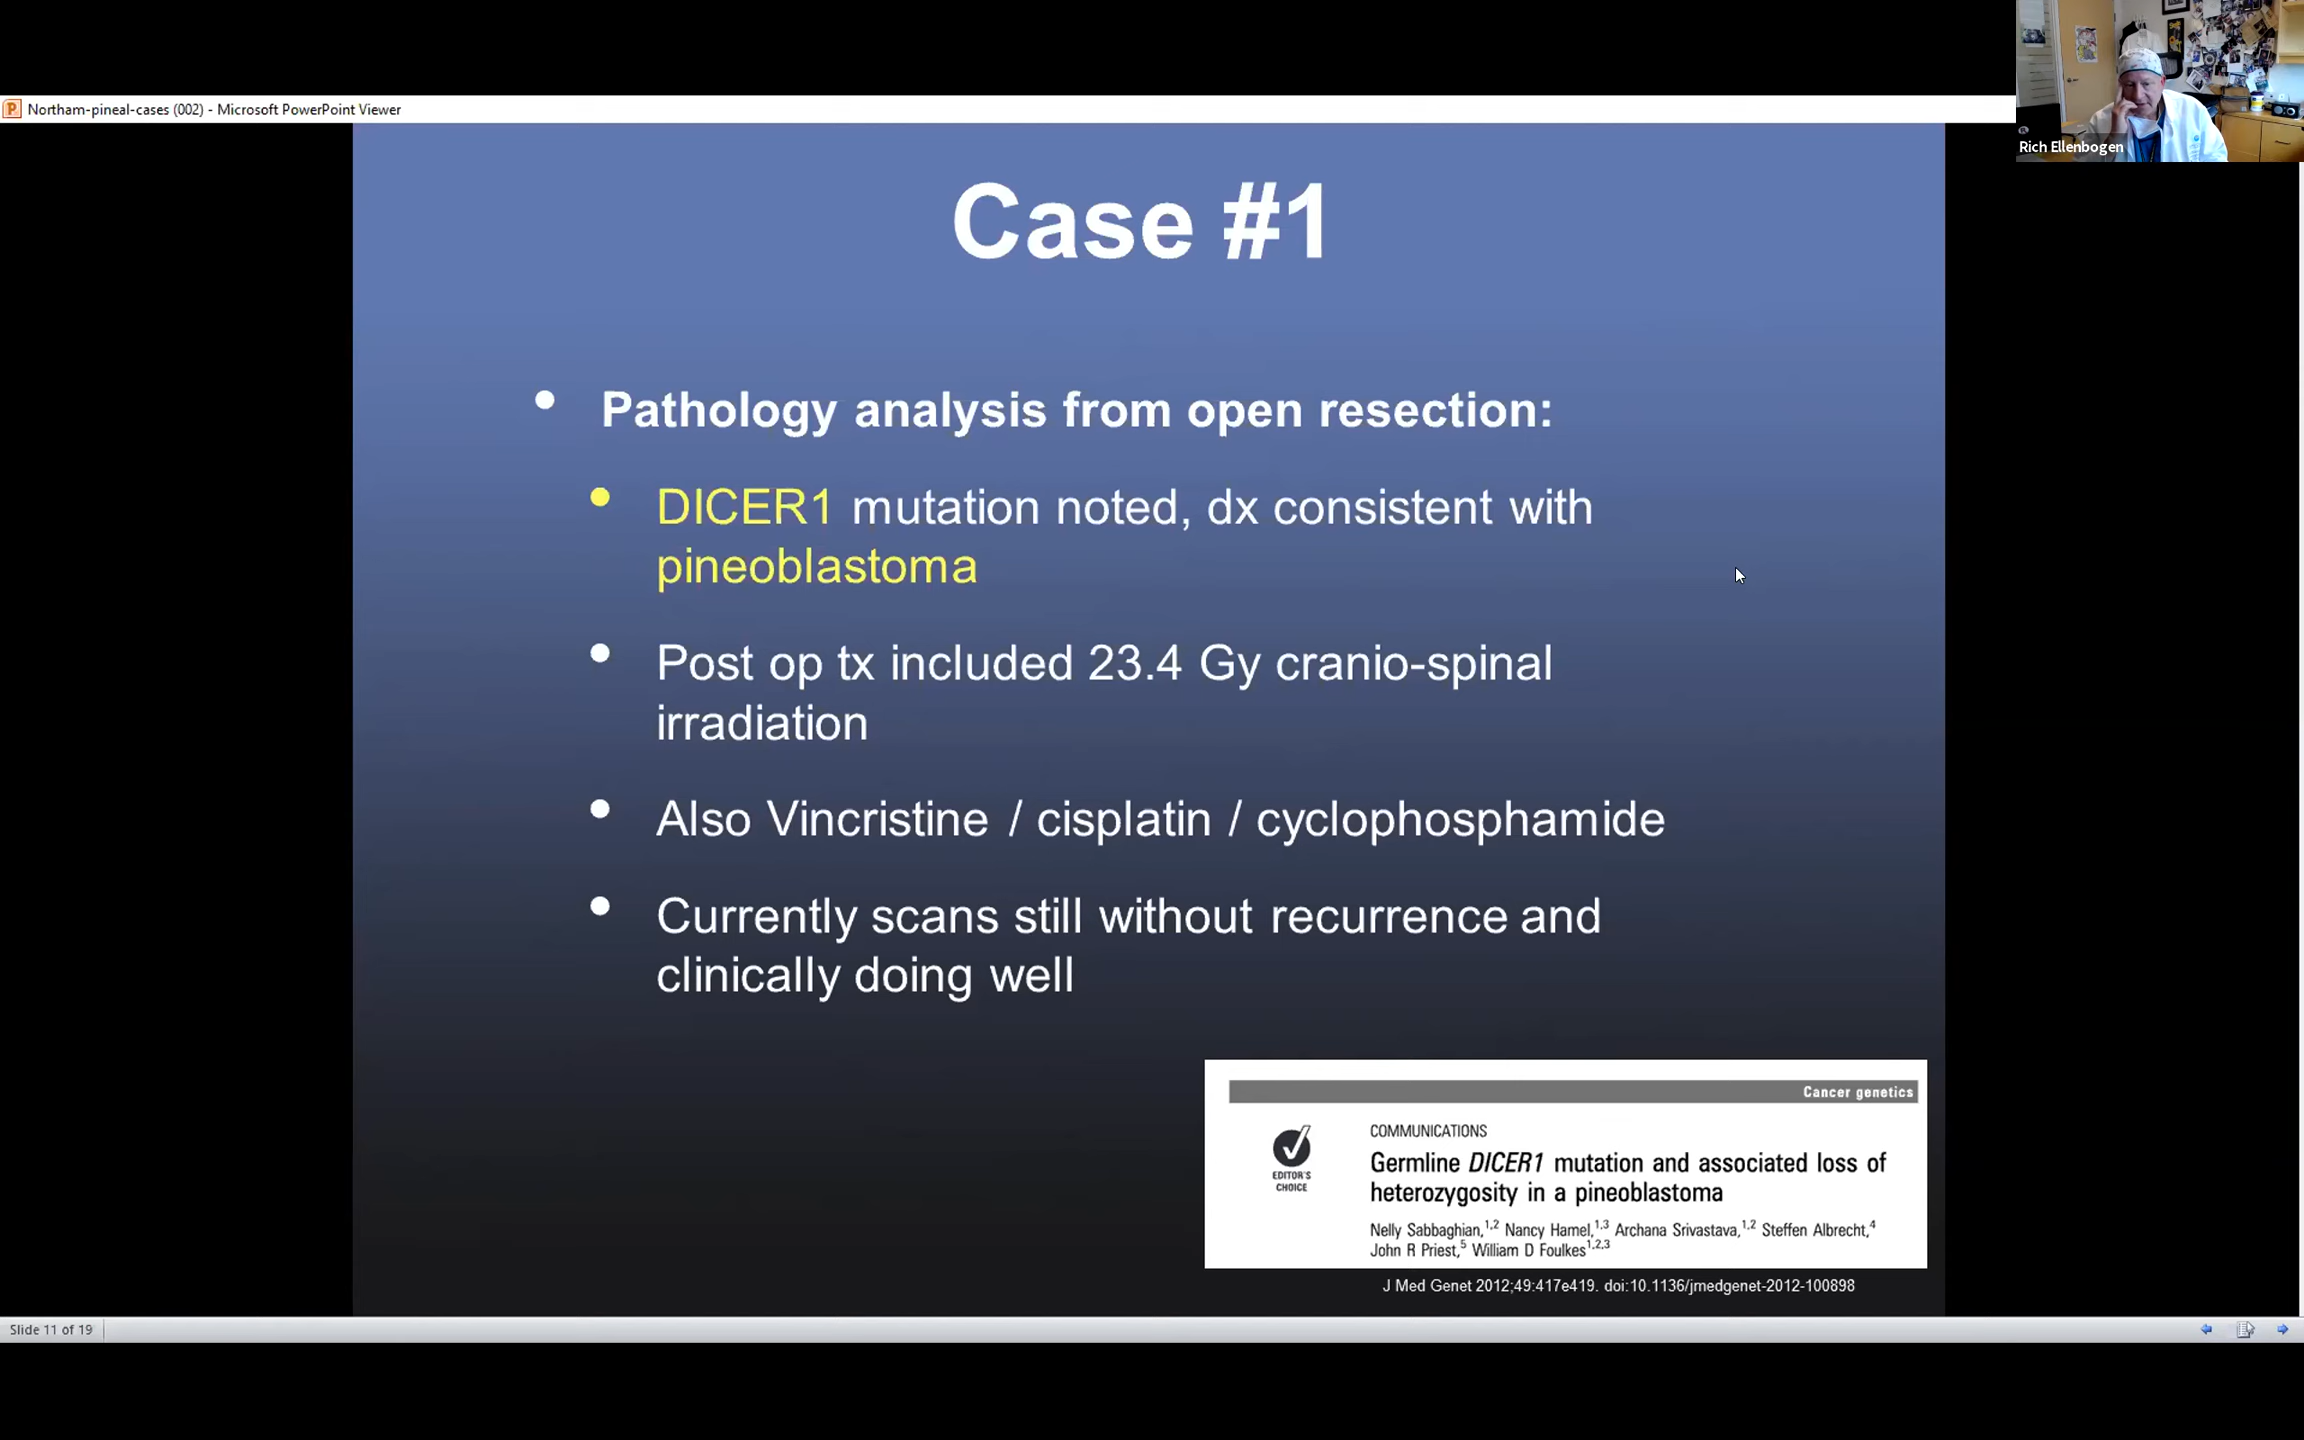 Northam-pineal-cases (002) - Microsoft PowerPoint Viewer
Rich Ellenbogen
Case #1
• Pathology analysis from open resection:
• DICER1 mutation noted, dx consistent with
pineoblastoma
• Post op tx included 23.4 Gy cranio-spinal
irradiation
• Also Vincristine / cisplatin / cyclophosphamide
• Currently scans still without recurrence and
clinically doing well
Cancer genetics
EDITOR'S
CHOICE
COMMUNICATIONS
Germline DICER1 mutation and associated loss of
heterozygosity in a pineoblastoma
Nelly Sabbaghian,1,2 Nancy Hamel,1,3 Archana Srivastava,1,2 Steffen Albrecht,4
John R Priest,5 William D Foulkes1,2,3
J Med Genet 2012;49:417e419. doi:10.1136/jmedgenet-2012-100898
Slide 11 of 19